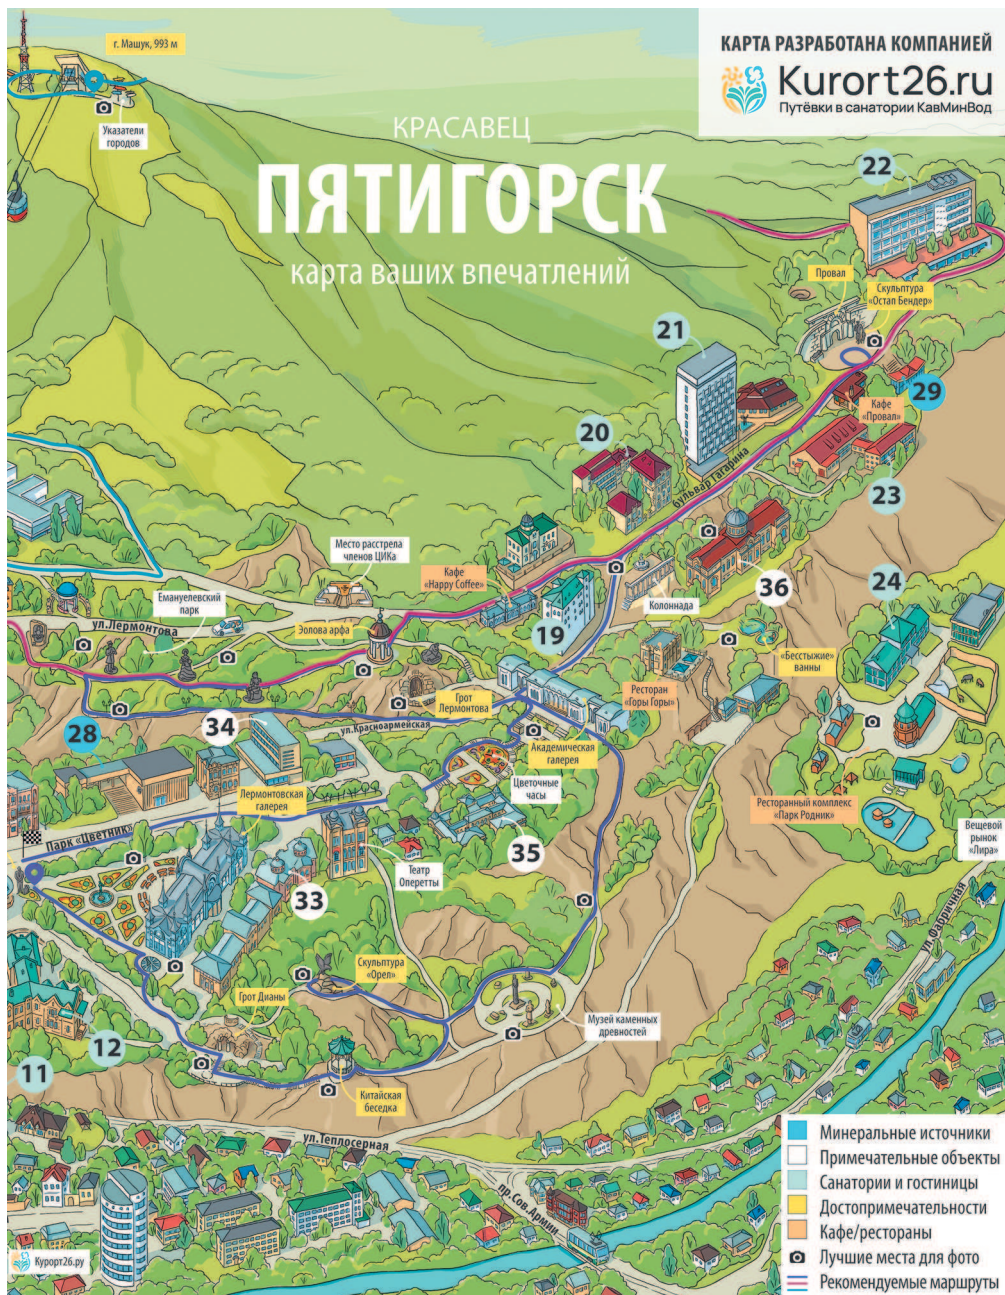 г. Машук, 993 м
КАРТА РАЗРАБОТАНА КОМПАНИЕЙ
Kurort26.ru
Путёвки в санатории КавМинВод
Указатели
городов
КРАСАВЕЦ
ПЯТИГОРСК
карта ваших впечатлений
22
Провал
Скульптура
«Остап Бендер»
21
29
Кафе
«Провал»
20
бульвар Гагарина
23
Место расстрела
членов ЦИКа
Кафе
«Happy Coffee»
36
24
Емануелевский
парк
Колоннада
ул.Лермонтова
Эолова арфа
19
«Бесстыжие»
ванны
Грот
Лермонтова
Ресторан
«Горы Горы»
34
28
ул.Красноармейская
Академическая
галерея
Лермонтовская
галерея
Цветочные
часы
Ресторанный комплекс
«Парк Родник»
Вещевой
рынок
«Лира»
Парк «Цветник»
35
Театр
Оперетты
33
ул.Фабричная
Скульптура
«Орел»
Грот Дианы
Музей каменных
древностей
12
11
Китайская
беседка
ул.Теплосерная
пр.Сов.Армии
Минеральные источники
Примечательные объекты
Санатории и гостиницы
Достопримечательности
Кафе/рестораны
Лучшие места для фото
Рекомендуемые маршруты
Курорт26.ру